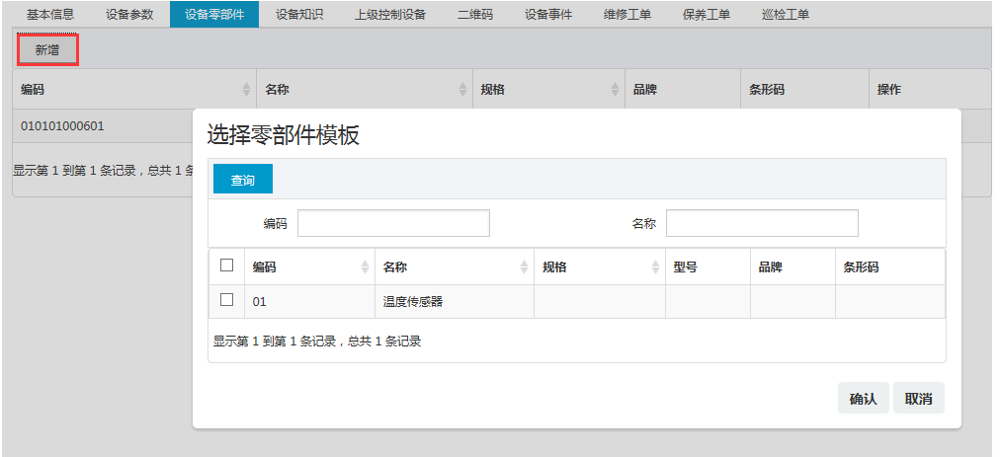 基本信息 设备参数 设备零部件 设备知识 上级控制设备 二维码 设备事件 维修工单 保养工单 巡检工单
新增
编码 名称 规格 品牌 条形码 操作
010101000601
显示第 1 到第 1 条记录，总共 1 条
选择零部件模板
查询
编码 名称
编码 名称 规格 型号 品牌 条形码
01 温度传感器
显示第 1 到第 1 条记录，总共 1 条记录
确认 取消